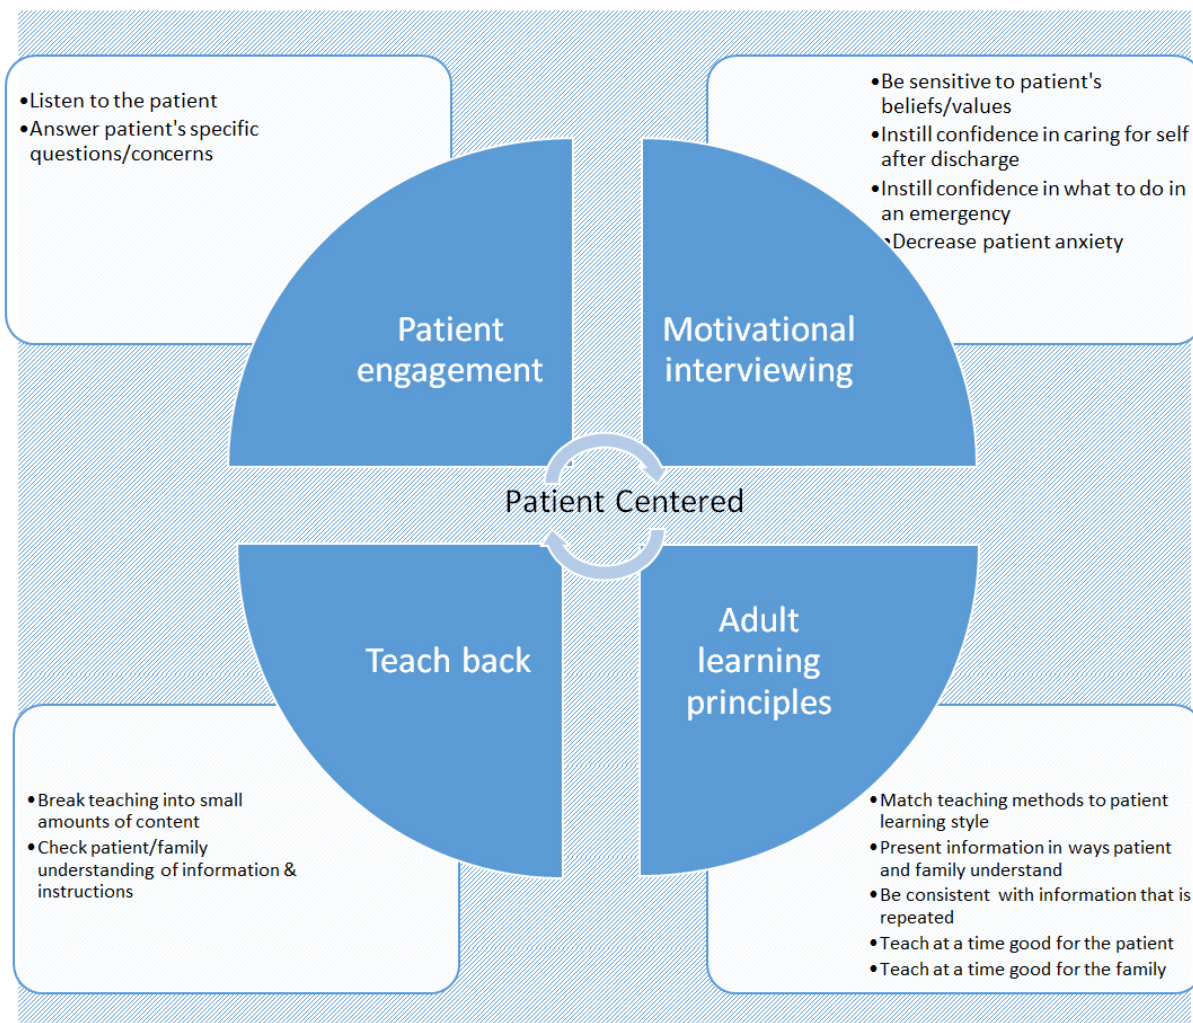 •Listen to the patient
•Answer patient's specific
questions/concerns
•Be sensitive to patient's
beliefs/values
•Instill confidence in caring for self
after discharge
•Instill confidence in what to do in
an emergency
•Decrease patient anxiety
Patient
engagement
Motivational
interviewing
Patient Centered
Teach back
Adult
learning
principles
•Break teaching into small
amounts of content
•Check patient/family
understanding of information &
instructions
•Match teaching methods to patient
learning style
•Present information in ways patient
and family understand
•Be consistent with information that is
repeated
•Teach at a time good for the patient
•Teach at a time good for the family